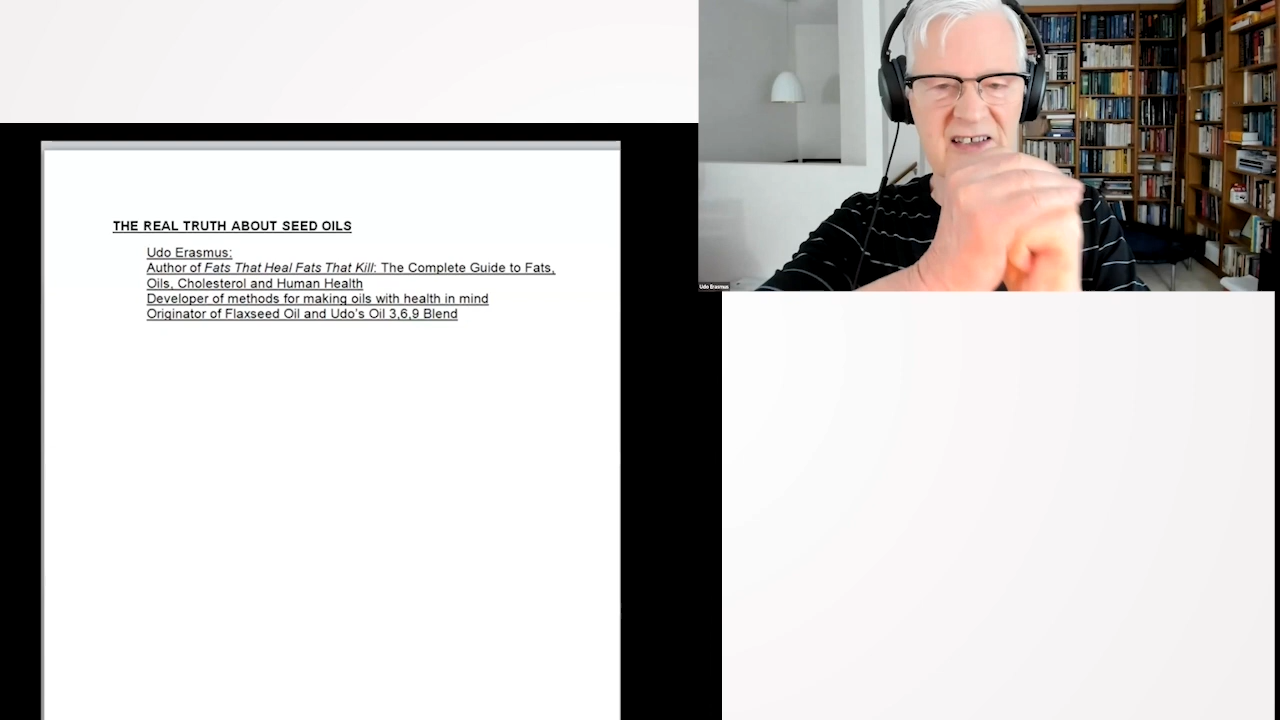 THE REAL TRUTH ABOUT SEED OILS
Udo Erasmus:
Author of Fats That Heal Fats That Kill: The Complete Guide to Fats,
Oils, Cholesterol and Human Health
Developer of methods for making oils with health in mind
Originator of Flaxseed Oil and Udo’s Oil 3,6,9 Blend
Udo Erasmus